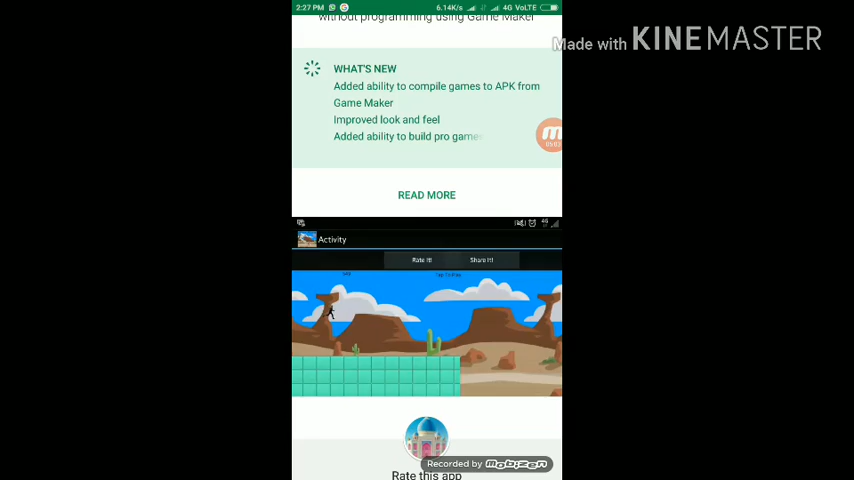 2:27 PM
6.14K/s
4G VoLTE
without programming using Game Maker
Made with KINEMASTER
WHAT'S NEW
Added ability to compile games to APK from
Game Maker
Improved look and feel
Added ability to build pro games
READ MORE
Activity
Rate It!
Share It!
Tap To Play
Recorded by mobizen
Rate this app